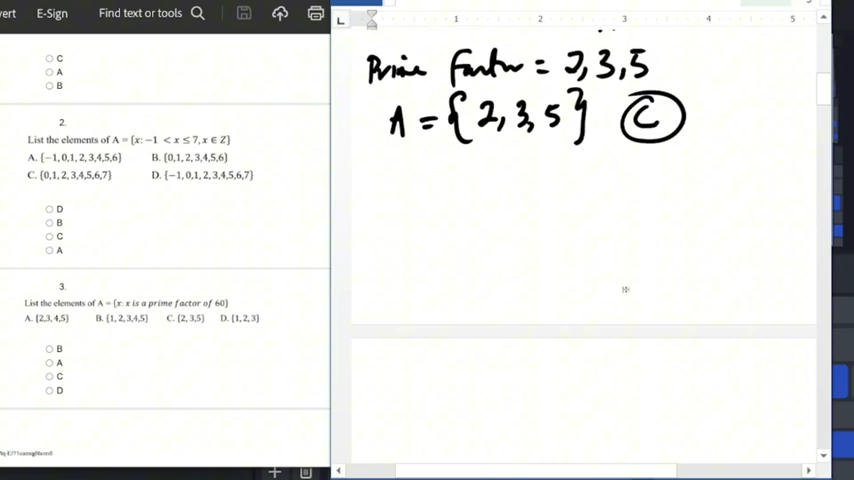 vert E-Sign Find text or tools
1 2 3 4 5
C
A
B
2.
List the elements of A = {x: −1 < x ≤ 7, x ∈ Z}
A. {−1, 0,1, 2, 3,4,5,6} B. {0,1, 2, 3,4,5,6}
C. {0,1, 2, 3,4,5,6,7} D. {−1, 0,1, 2, 3,4,5,6,7}
D
B
C
A
3.
List the elements of A = {x: x is a prime factor of 60}
A. {2,3, 4,5} B. {1, 2, 3,4,5} C. {2, 3,5} D. {1, 2, 3}
B
A
C
D
Prime Factor = 2, 3, 5
A = {2, 3, 5} C